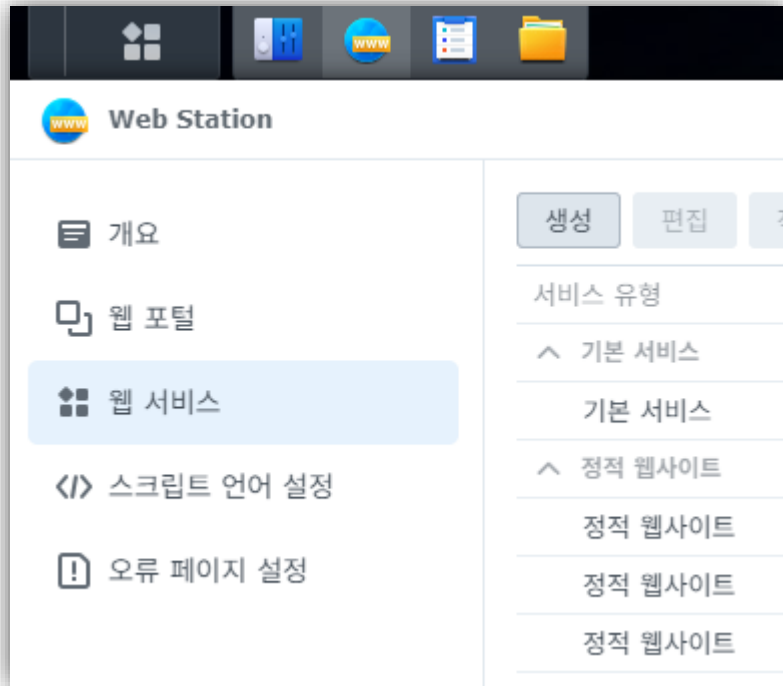 www
Web Station
개요
웹 포털
웹 서비스
스크립트 언어 설정
오류 페이지 설정
생성
편집
서비스 유형
기본 서비스
기본 서비스
정적 웹사이트
정적 웹사이트
정적 웹사이트
정적 웹사이트